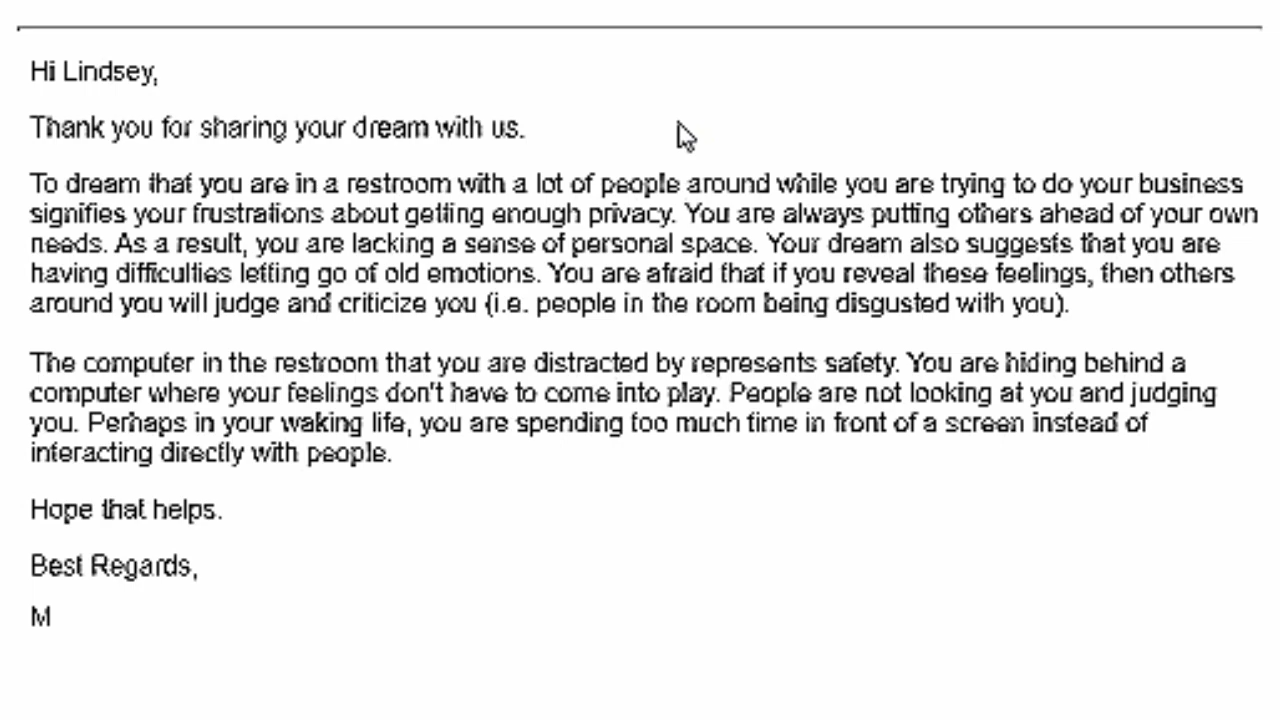 Hi Lindsey,
Thank you for sharing your dream with us.
To dream that you are in a restroom with a lot of people around while you are trying to do your business
signifies your frustrations about getting enough privacy. You are always putting others ahead of your own
needs. As a result, you are lacking a sense of personal space. Your dream also suggests that you are
having difficulties letting go of old emotions. You are afraid that if you reveal these feelings, then others
around you will judge and criticize you (i.e. people in the room being disgusted with you).
The computer in the restroom that you are distracted by represents safety. You are hiding behind a
computer where your feelings don't have to come into play. People are not looking at you and judging
you. Perhaps in your waking life, you are spending too much time in front of a screen instead of
interacting directly with people.
Hope that helps.
Best Regards,
M